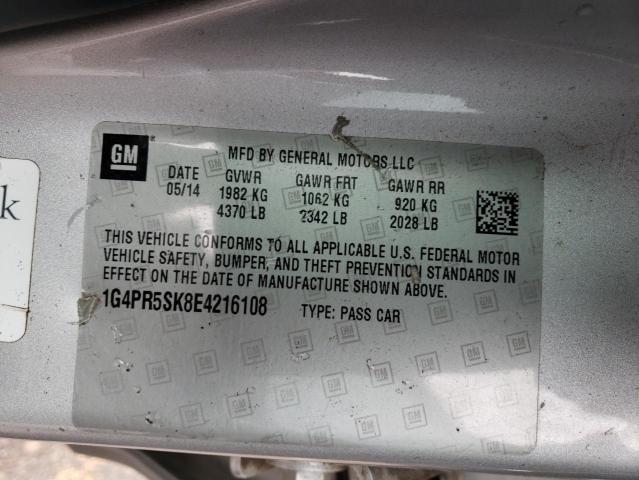 GM
MFD BY GENERAL MOTORS LLC
DATE GVWR GAWR FRT GAWR RR
05/14 1982 KG 1062 KG 920 KG
4370 LB 2342 LB 2028 LB
THIS VEHICLE CONFORMS TO ALL APPLICABLE U.S. FEDERAL MOTOR
VEHICLE SAFETY, BUMPER, AND THEFT PREVENTION STANDARDS IN
EFFECT ON THE DATE OF MANUFACTURE SHOWN ABOVE.
1G4PR5SK8E4216108 TYPE: PASS CAR